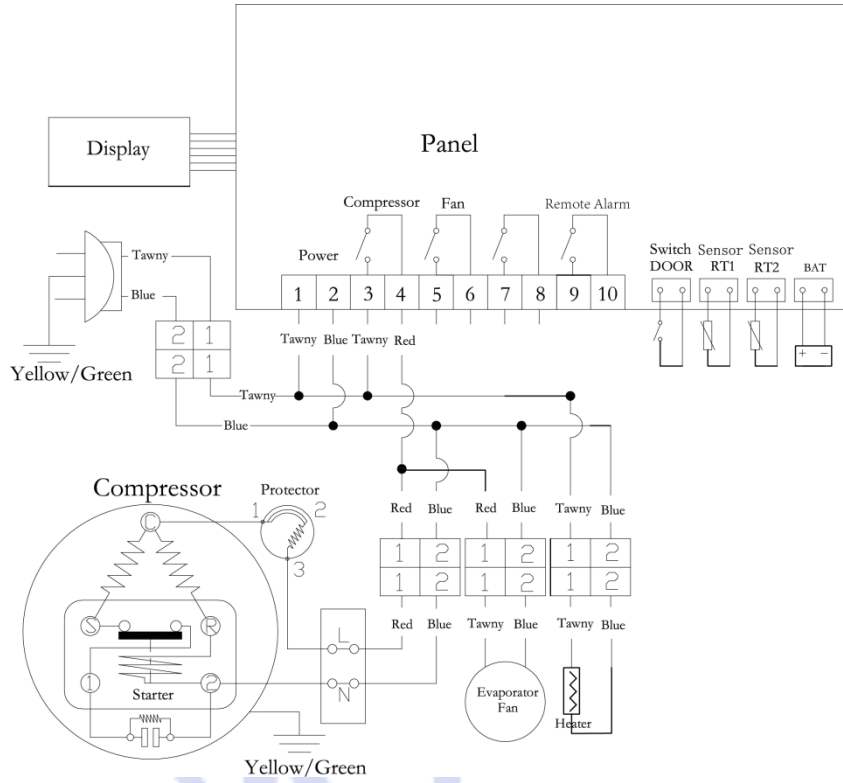 Display
Panel
Compressor
Fan
Remote Alarm
Power
Switch
DOOR
Sensor
RT1
Sensor
RT2
BAT
+ −
1 2 3 4 5 6 7 8 9 10
Tawny
Blue
Yellow/Green
2 1
2 1
Tawny Blue Tawny Red
Tawny
Blue
Compressor
Protector
1 2
3
C
S R
1 2
Starter
Yellow/Green
L
N
Red Blue Red Blue Tawny Blue
1 2 1 2 1 2
1 2 1 2 1 2
Red Blue Tawny Blue Tawny Blue
Evaporator
Fan
Heater